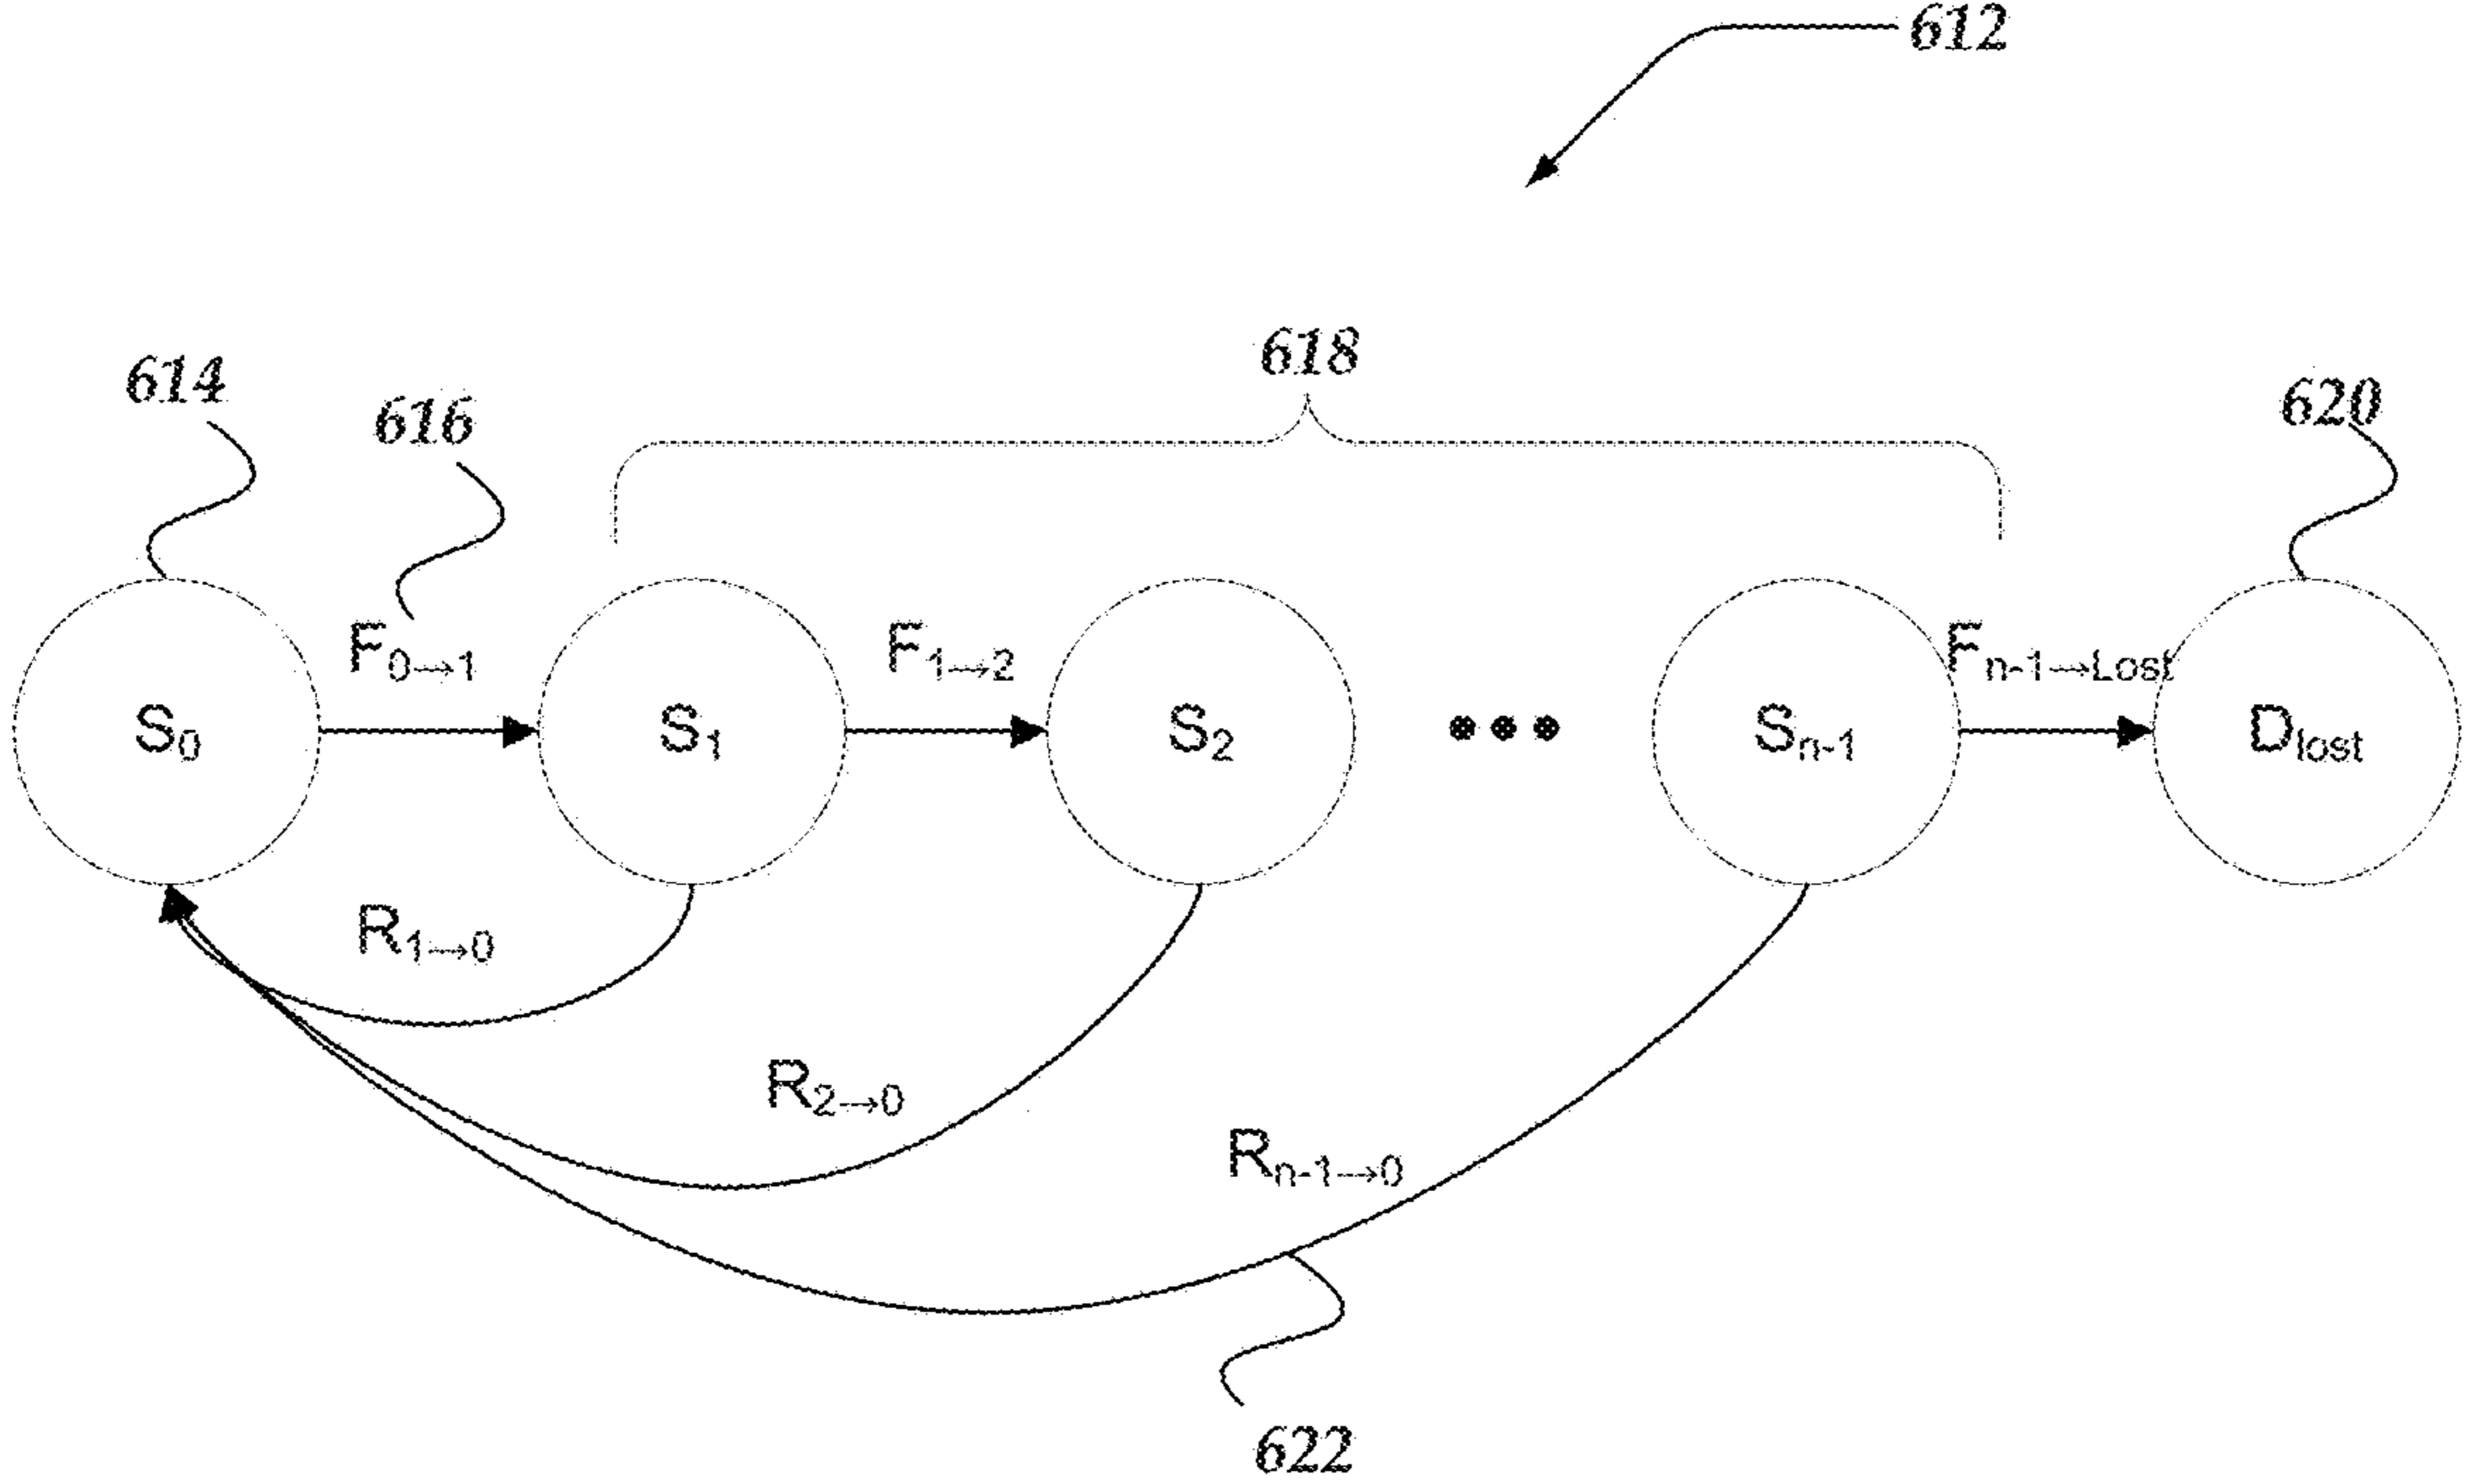 612
618
614
620
616
F0→1
F1→2
Fn-1→Lost
S0
S1
S2
•••
Sn-1
Dlost
R1→0
R2→0
Rn-1→0
622